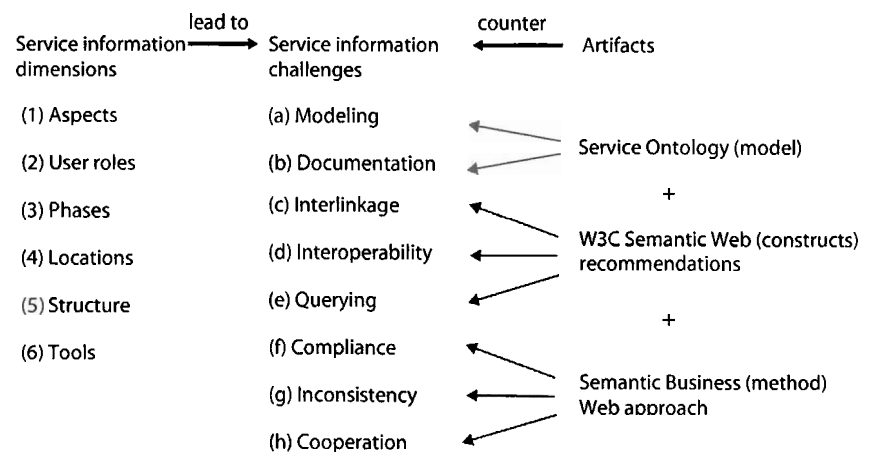 lead to
counter
Service information dimensions
Service information challenges
Artifacts
(1) Aspects
(2) User roles
(3) Phases
(4) Locations
(5) Structure
(6) Tools
(a) Modeling
(b) Documentation
(c) Interlinkage
(d) Interoperability
(e) Querying
(f) Compliance
(g) Inconsistency
(h) Cooperation
Service Ontology (model)
+
W3C Semantic Web (constructs)
recommendations
+
Semantic Business (method)
Web approach